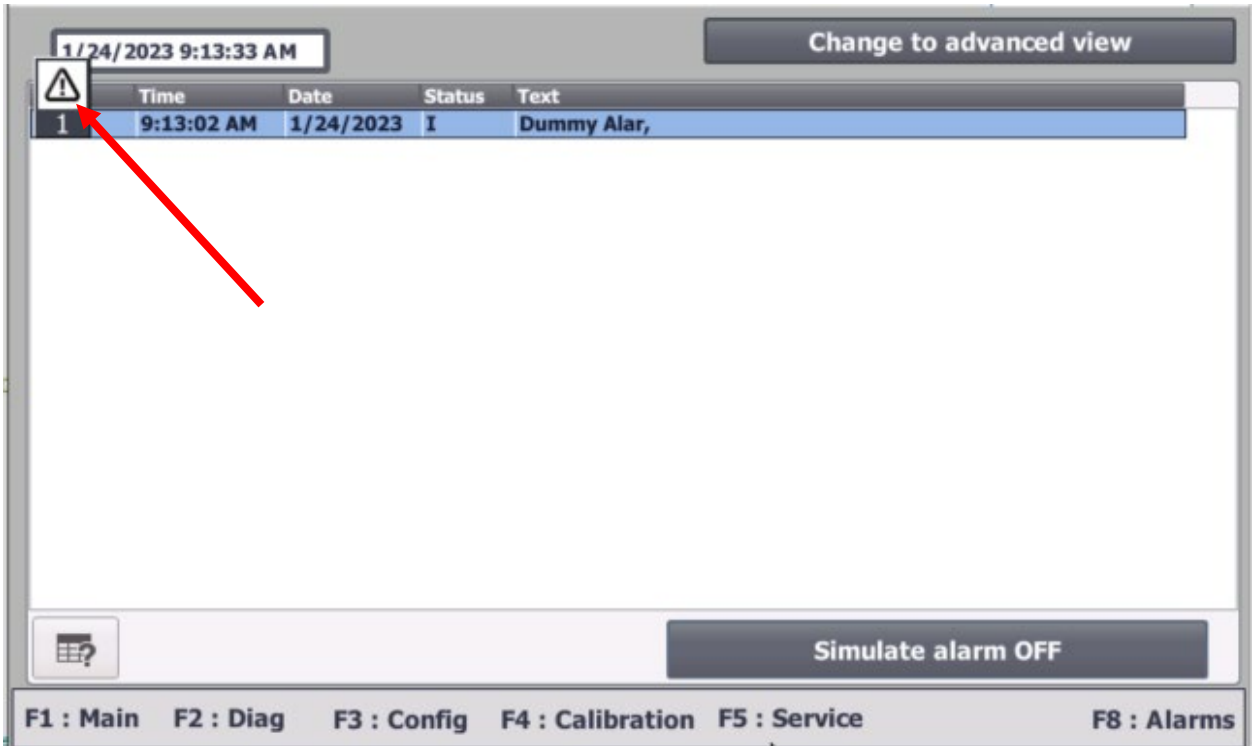 1/24/2023 9:13:33 AM
Change to advanced view
Time Date Status Text
1 9:13:02 AM 1/24/2023 I Dummy Alar,
?
Simulate alarm OFF
F1 : Main F2 : Diag F3 : Config F4 : Calibration F5 : Service F8 : Alarms